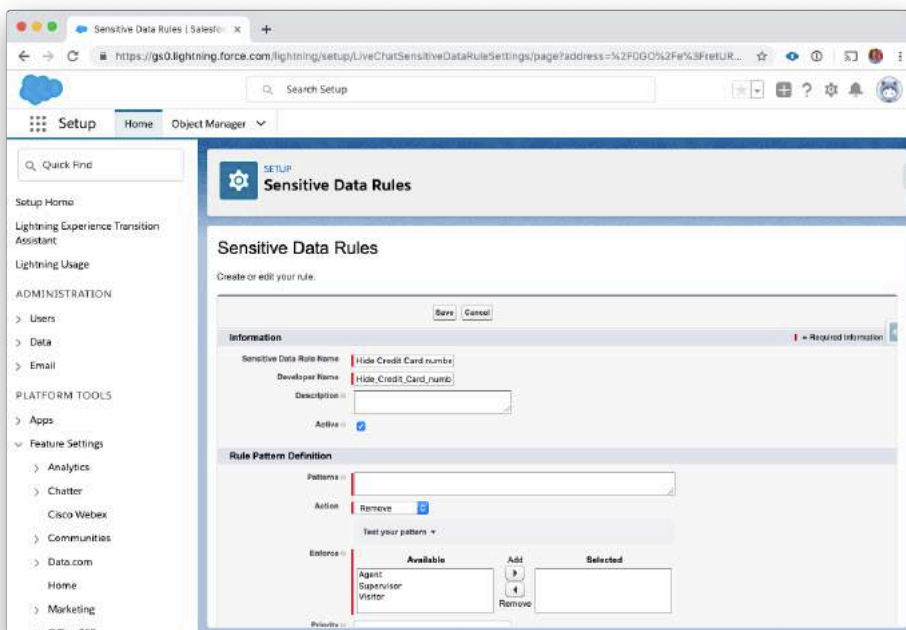 Sensitive Data Rules | Salesfor
https://gs0.lightning.force.com/lightning/setup/LiveChatSensitiveDataRuleSettings/page?address=%2F0GO%2Fe%3FretUR...
Search Setup
Setup
Home
Object Manager
Quick Find
Setup Home
Lightning Experience Transition
Assistant
Lightning Usage
ADMINISTRATION
Users
Data
Email
PLATFORM TOOLS
Apps
Feature Settings
Analytics
Chatter
Cisco Webex
Communities
Data.com
Home
Marketing
SETUP
Sensitive Data Rules
Sensitive Data Rules
Create or edit your rule.
Save Cancel
Information
= Required Information
Sensitive Data Rule Name
Hide Credit Card numbe
Developer Name
Hide_Credit_Card_numb
Description
Active
Rule Pattern Definition
Patterns
Action
Remove
Test your pattern
Enforce
Available
Add
Selected
Agent
Supervisor
Visitor
Remove
Priority